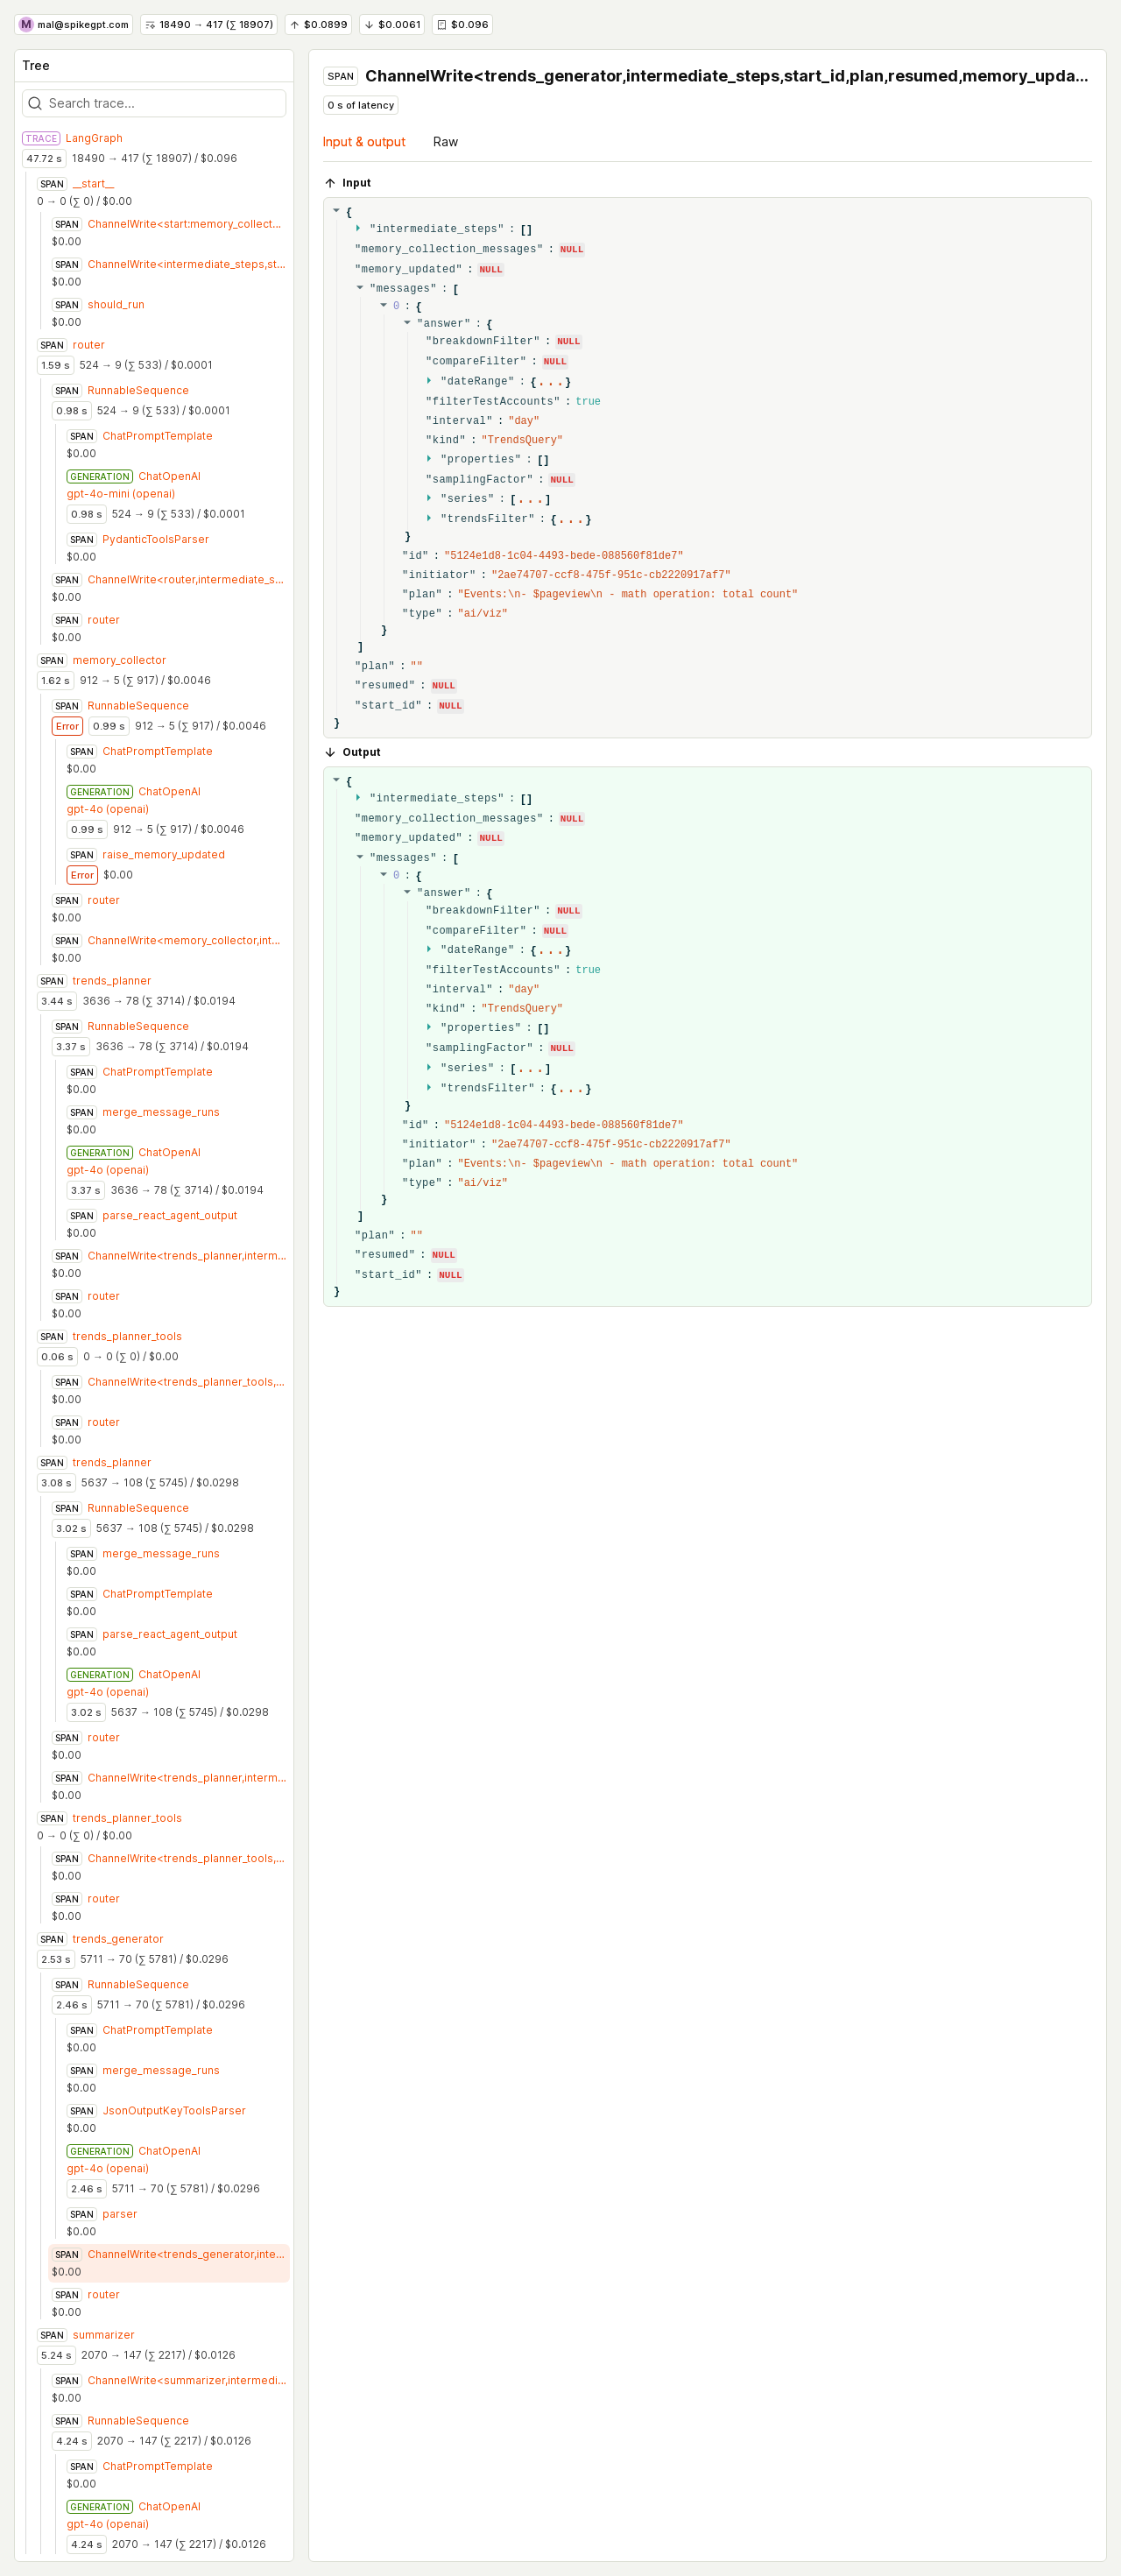 M mal@spikegpt.com 18490 → 417 (∑ 18907) ↑ $0.0899 ↓ $0.0061 $0.096
Tree
Search trace...
TRACE LangGraph
47.72 s 18490 → 417 (∑ 18907) / $0.096
SPAN __start__
0 → 0 (∑ 0) / $0.00
SPAN ChannelWrite<start:memory_collect...
$0.00
SPAN ChannelWrite<intermediate_steps,st...
$0.00
SPAN should_run
$0.00
SPAN router
1.59 s 524 → 9 (∑ 533) / $0.0001
SPAN RunnableSequence
0.98 s 524 → 9 (∑ 533) / $0.0001
SPAN ChatPromptTemplate
$0.00
GENERATION ChatOpenAI
gpt-4o-mini (openai)
0.98 s 524 → 9 (∑ 533) / $0.0001
SPAN PydanticToolsParser
$0.00
SPAN ChannelWrite<router,intermediate_s...
$0.00
SPAN router
$0.00
SPAN memory_collector
1.62 s 912 → 5 (∑ 917) / $0.0046
SPAN RunnableSequence
Error 0.99 s 912 → 5 (∑ 917) / $0.0046
SPAN ChatPromptTemplate
$0.00
GENERATION ChatOpenAI
gpt-4o (openai)
0.99 s 912 → 5 (∑ 917) / $0.0046
SPAN raise_memory_updated
Error $0.00
SPAN router
$0.00
SPAN ChannelWrite<memory_collector,int...
$0.00
SPAN trends_planner
3.44 s 3636 → 78 (∑ 3714) / $0.0194
SPAN RunnableSequence
3.37 s 3636 → 78 (∑ 3714) / $0.0194
SPAN ChatPromptTemplate
$0.00
SPAN merge_message_runs
$0.00
GENERATION ChatOpenAI
gpt-4o (openai)
3.37 s 3636 → 78 (∑ 3714) / $0.0194
SPAN parse_react_agent_output
$0.00
SPAN ChannelWrite<trends_planner,interm...
$0.00
SPAN router
$0.00
SPAN trends_planner_tools
0.06 s 0 → 0 (∑ 0) / $0.00
SPAN ChannelWrite<trends_planner_tools,...
$0.00
SPAN router
$0.00
SPAN trends_planner
3.08 s 5637 → 108 (∑ 5745) / $0.0298
SPAN RunnableSequence
3.02 s 5637 → 108 (∑ 5745) / $0.0298
SPAN merge_message_runs
$0.00
SPAN ChatPromptTemplate
$0.00
SPAN parse_react_agent_output
$0.00
GENERATION ChatOpenAI
gpt-4o (openai)
3.02 s 5637 → 108 (∑ 5745) / $0.0298
SPAN router
$0.00
SPAN ChannelWrite<trends_planner,interm...
$0.00
SPAN trends_planner_tools
0 → 0 (∑ 0) / $0.00
SPAN ChannelWrite<trends_planner_tools,...
$0.00
SPAN router
$0.00
SPAN trends_generator
2.53 s 5711 → 70 (∑ 5781) / $0.0296
SPAN RunnableSequence
2.46 s 5711 → 70 (∑ 5781) / $0.0296
SPAN ChatPromptTemplate
$0.00
SPAN merge_message_runs
$0.00
SPAN JsonOutputKeyToolsParser
$0.00
GENERATION ChatOpenAI
gpt-4o (openai)
2.46 s 5711 → 70 (∑ 5781) / $0.0296
SPAN parser
$0.00
SPAN ChannelWrite<trends_generator,inte...
$0.00
SPAN router
$0.00
SPAN summarizer
5.24 s 2070 → 147 (∑ 2217) / $0.0126
SPAN ChannelWrite<summarizer,intermedi...
$0.00
SPAN RunnableSequence
4.24 s 2070 → 147 (∑ 2217) / $0.0126
SPAN ChatPromptTemplate
$0.00
GENERATION ChatOpenAI
gpt-4o (openai)
4.24 s 2070 → 147 (∑ 2217) / $0.0126
SPAN ChannelWrite<trends_generator,intermediate_steps,start_id,plan,resumed,memory_upda...
0 s of latency
Input & output Raw
↑ Input
{
"intermediate_steps" : []
"memory_collection_messages" : NULL
"memory_updated" : NULL
"messages" : [
0 : {
"answer" : {
"breakdownFilter" : NULL
"compareFilter" : NULL
"dateRange" : {...}
"filterTestAccounts" : true
"interval" : "day"
"kind" : "TrendsQuery"
"properties" : []
"samplingFactor" : NULL
"series" : [...]
"trendsFilter" : {...}
}
"id" : "5124e1d8-1c04-4493-bede-088560f81de7"
"initiator" : "2ae74707-ccf8-475f-951c-cb2220917af7"
"plan" : "Events:\n- $pageview\n - math operation: total count"
"type" : "ai/viz"
}
]
"plan" : ""
"resumed" : NULL
"start_id" : NULL
}
↓ Output
{
"intermediate_steps" : []
"memory_collection_messages" : NULL
"memory_updated" : NULL
"messages" : [
0 : {
"answer" : {
"breakdownFilter" : NULL
"compareFilter" : NULL
"dateRange" : {...}
"filterTestAccounts" : true
"interval" : "day"
"kind" : "TrendsQuery"
"properties" : []
"samplingFactor" : NULL
"series" : [...]
"trendsFilter" : {...}
}
"id" : "5124e1d8-1c04-4493-bede-088560f81de7"
"initiator" : "2ae74707-ccf8-475f-951c-cb2220917af7"
"plan" : "Events:\n- $pageview\n - math operation: total count"
"type" : "ai/viz"
}
]
"plan" : ""
"resumed" : NULL
"start_id" : NULL
}